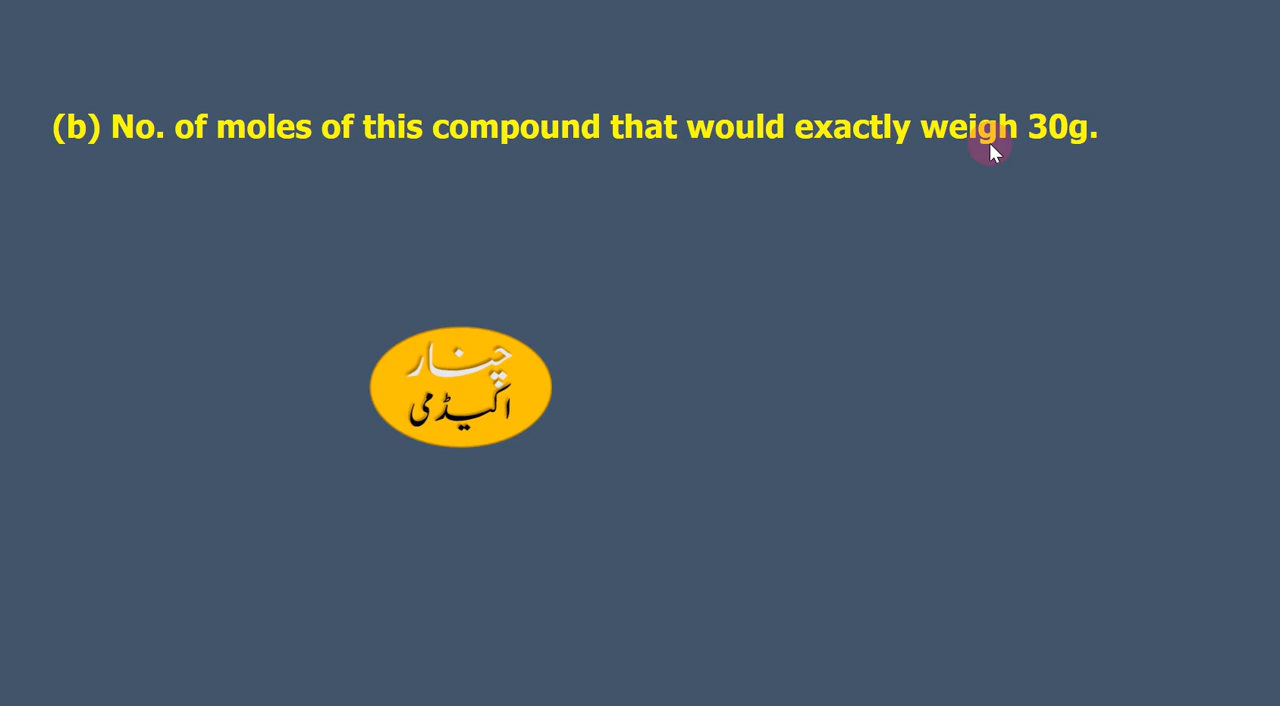 (b) No. of moles of this compound that would exactly weigh 30g.
چنار
اکیڈمی